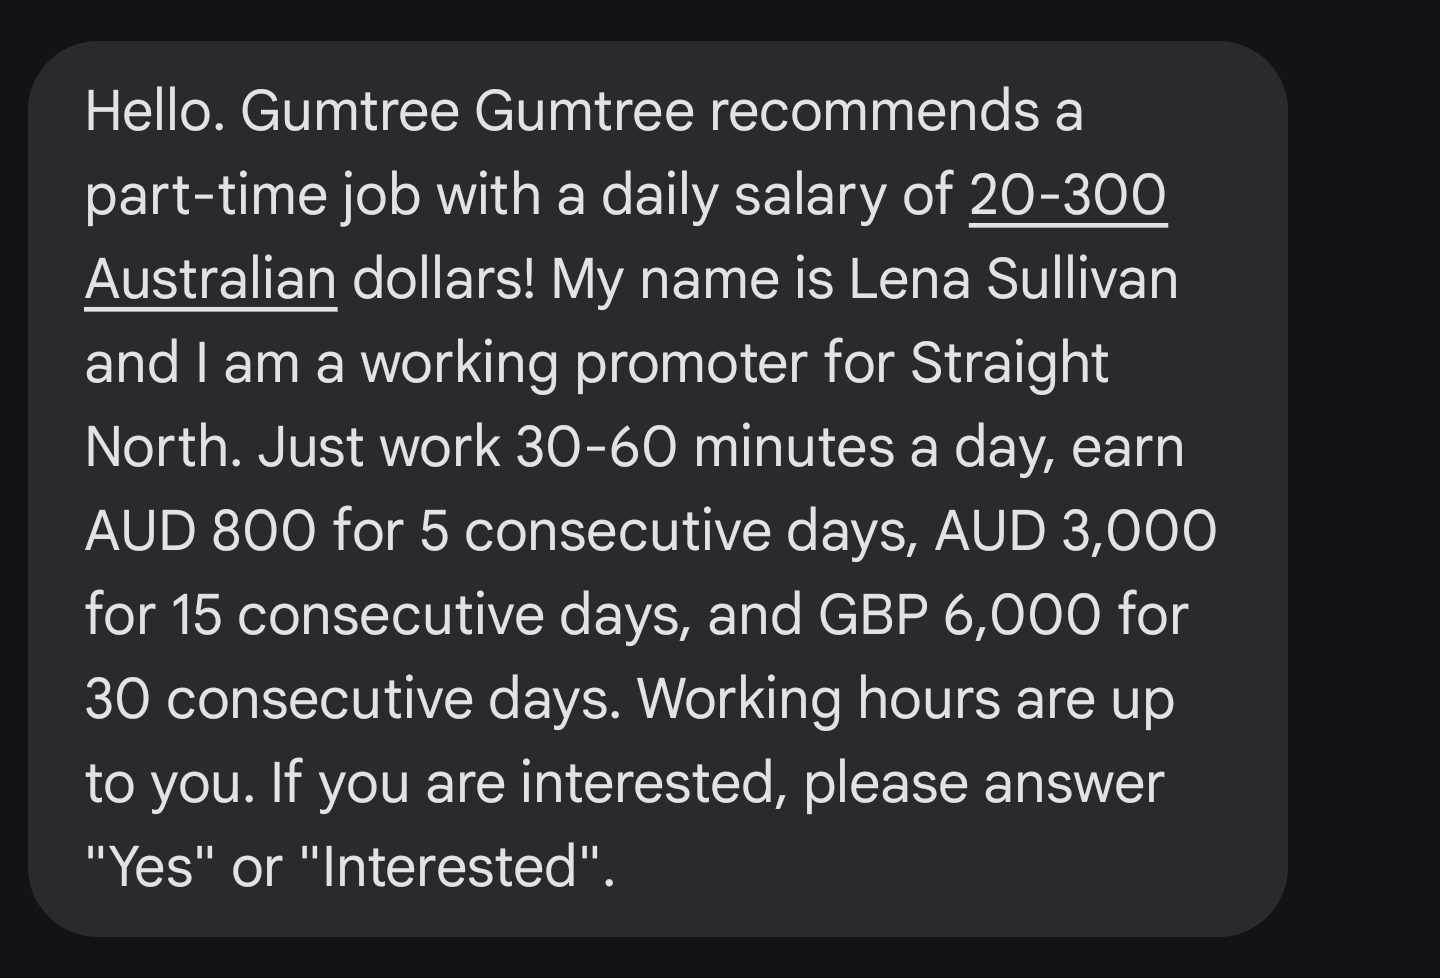 Hello. Gumtree Gumtree recommends a
part-time job with a daily salary of 20-300
Australian dollars! My name is Lena Sullivan
and I am a working promoter for Straight
North. Just work 30-60 minutes a day, earn
AUD 800 for 5 consecutive days, AUD 3,000
for 15 consecutive days, and GBP 6,000 for
30 consecutive days. Working hours are up
to you. If you are interested, please answer
"Yes" or "Interested".